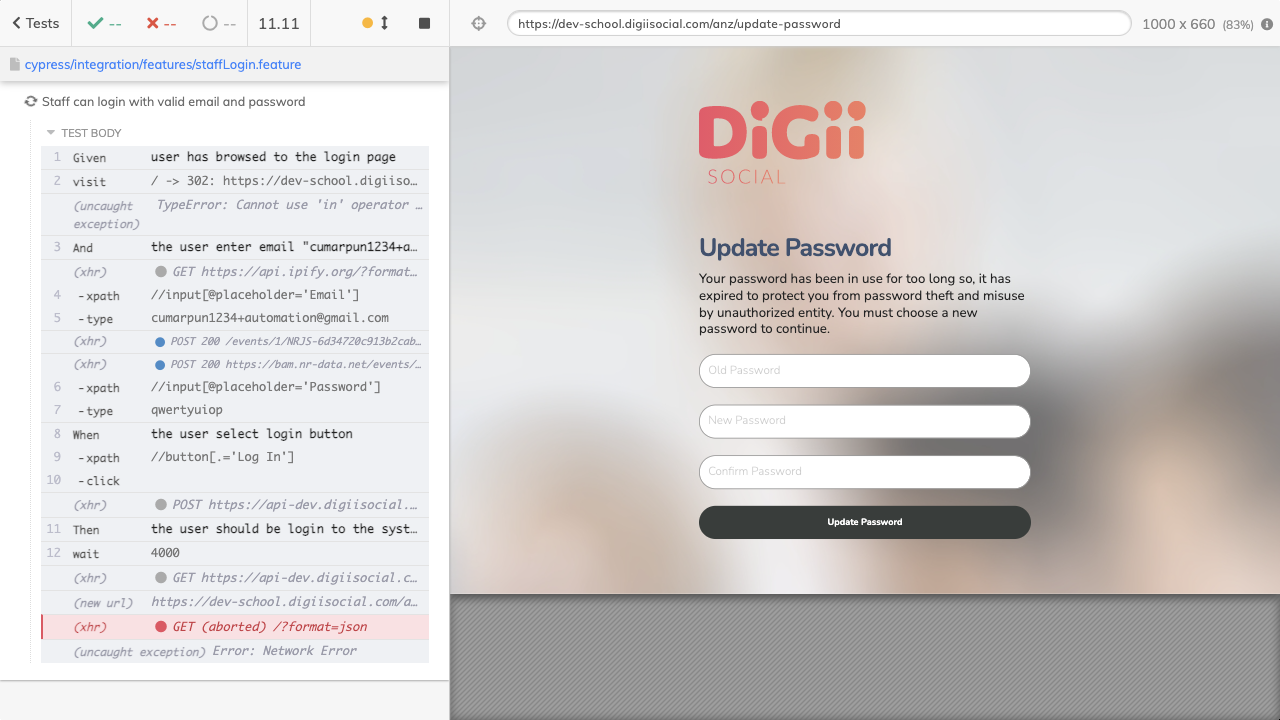 Tests
--
--
--
11.11
cypress/integration/features/staffLogin.feature
Staff can login with valid email and password
TEST BODY
1 Given user has browsed to the login page
2 visit / -> 302: https://dev-school.digiiso…
(uncaught exception) TypeError: Cannot use 'in' operator …
3 And the user enter email "cumarpun1234+a…
(xhr) GET https://api.ipify.org/?format…
4 -xpath //input[@placeholder='Email']
5 -type cumarpun1234+automation@gmail.com
(xhr) POST 200 /events/1/NRJS-6d34720c913b2cab…
(xhr) POST 200 https://bam.nr-data.net/events/…
6 -xpath //input[@placeholder='Password']
7 -type qwertyuiop
8 When the user select login button
9 -xpath //button[.='Log In']
10 -click
(xhr) POST https://api-dev.digiisocial.…
11 Then the user should be login to the syst…
12 wait 4000
(xhr) GET https://api-dev.digiisocial.c…
(new url) https://dev-school.digiisocial.com/a…
(xhr) GET (aborted) /?format=json
(uncaught exception) Error: Network Error
https://dev-school.digiisocial.com/anz/update-password
1000 x 660 (83%)
DiGii
SOCIAL
Update Password
Your password has been in use for too long so, it has
expired to protect you from password theft and misuse
by unauthorized entity. You must choose a new
password to continue.
Old Password
New Password
Confirm Password
Update Password